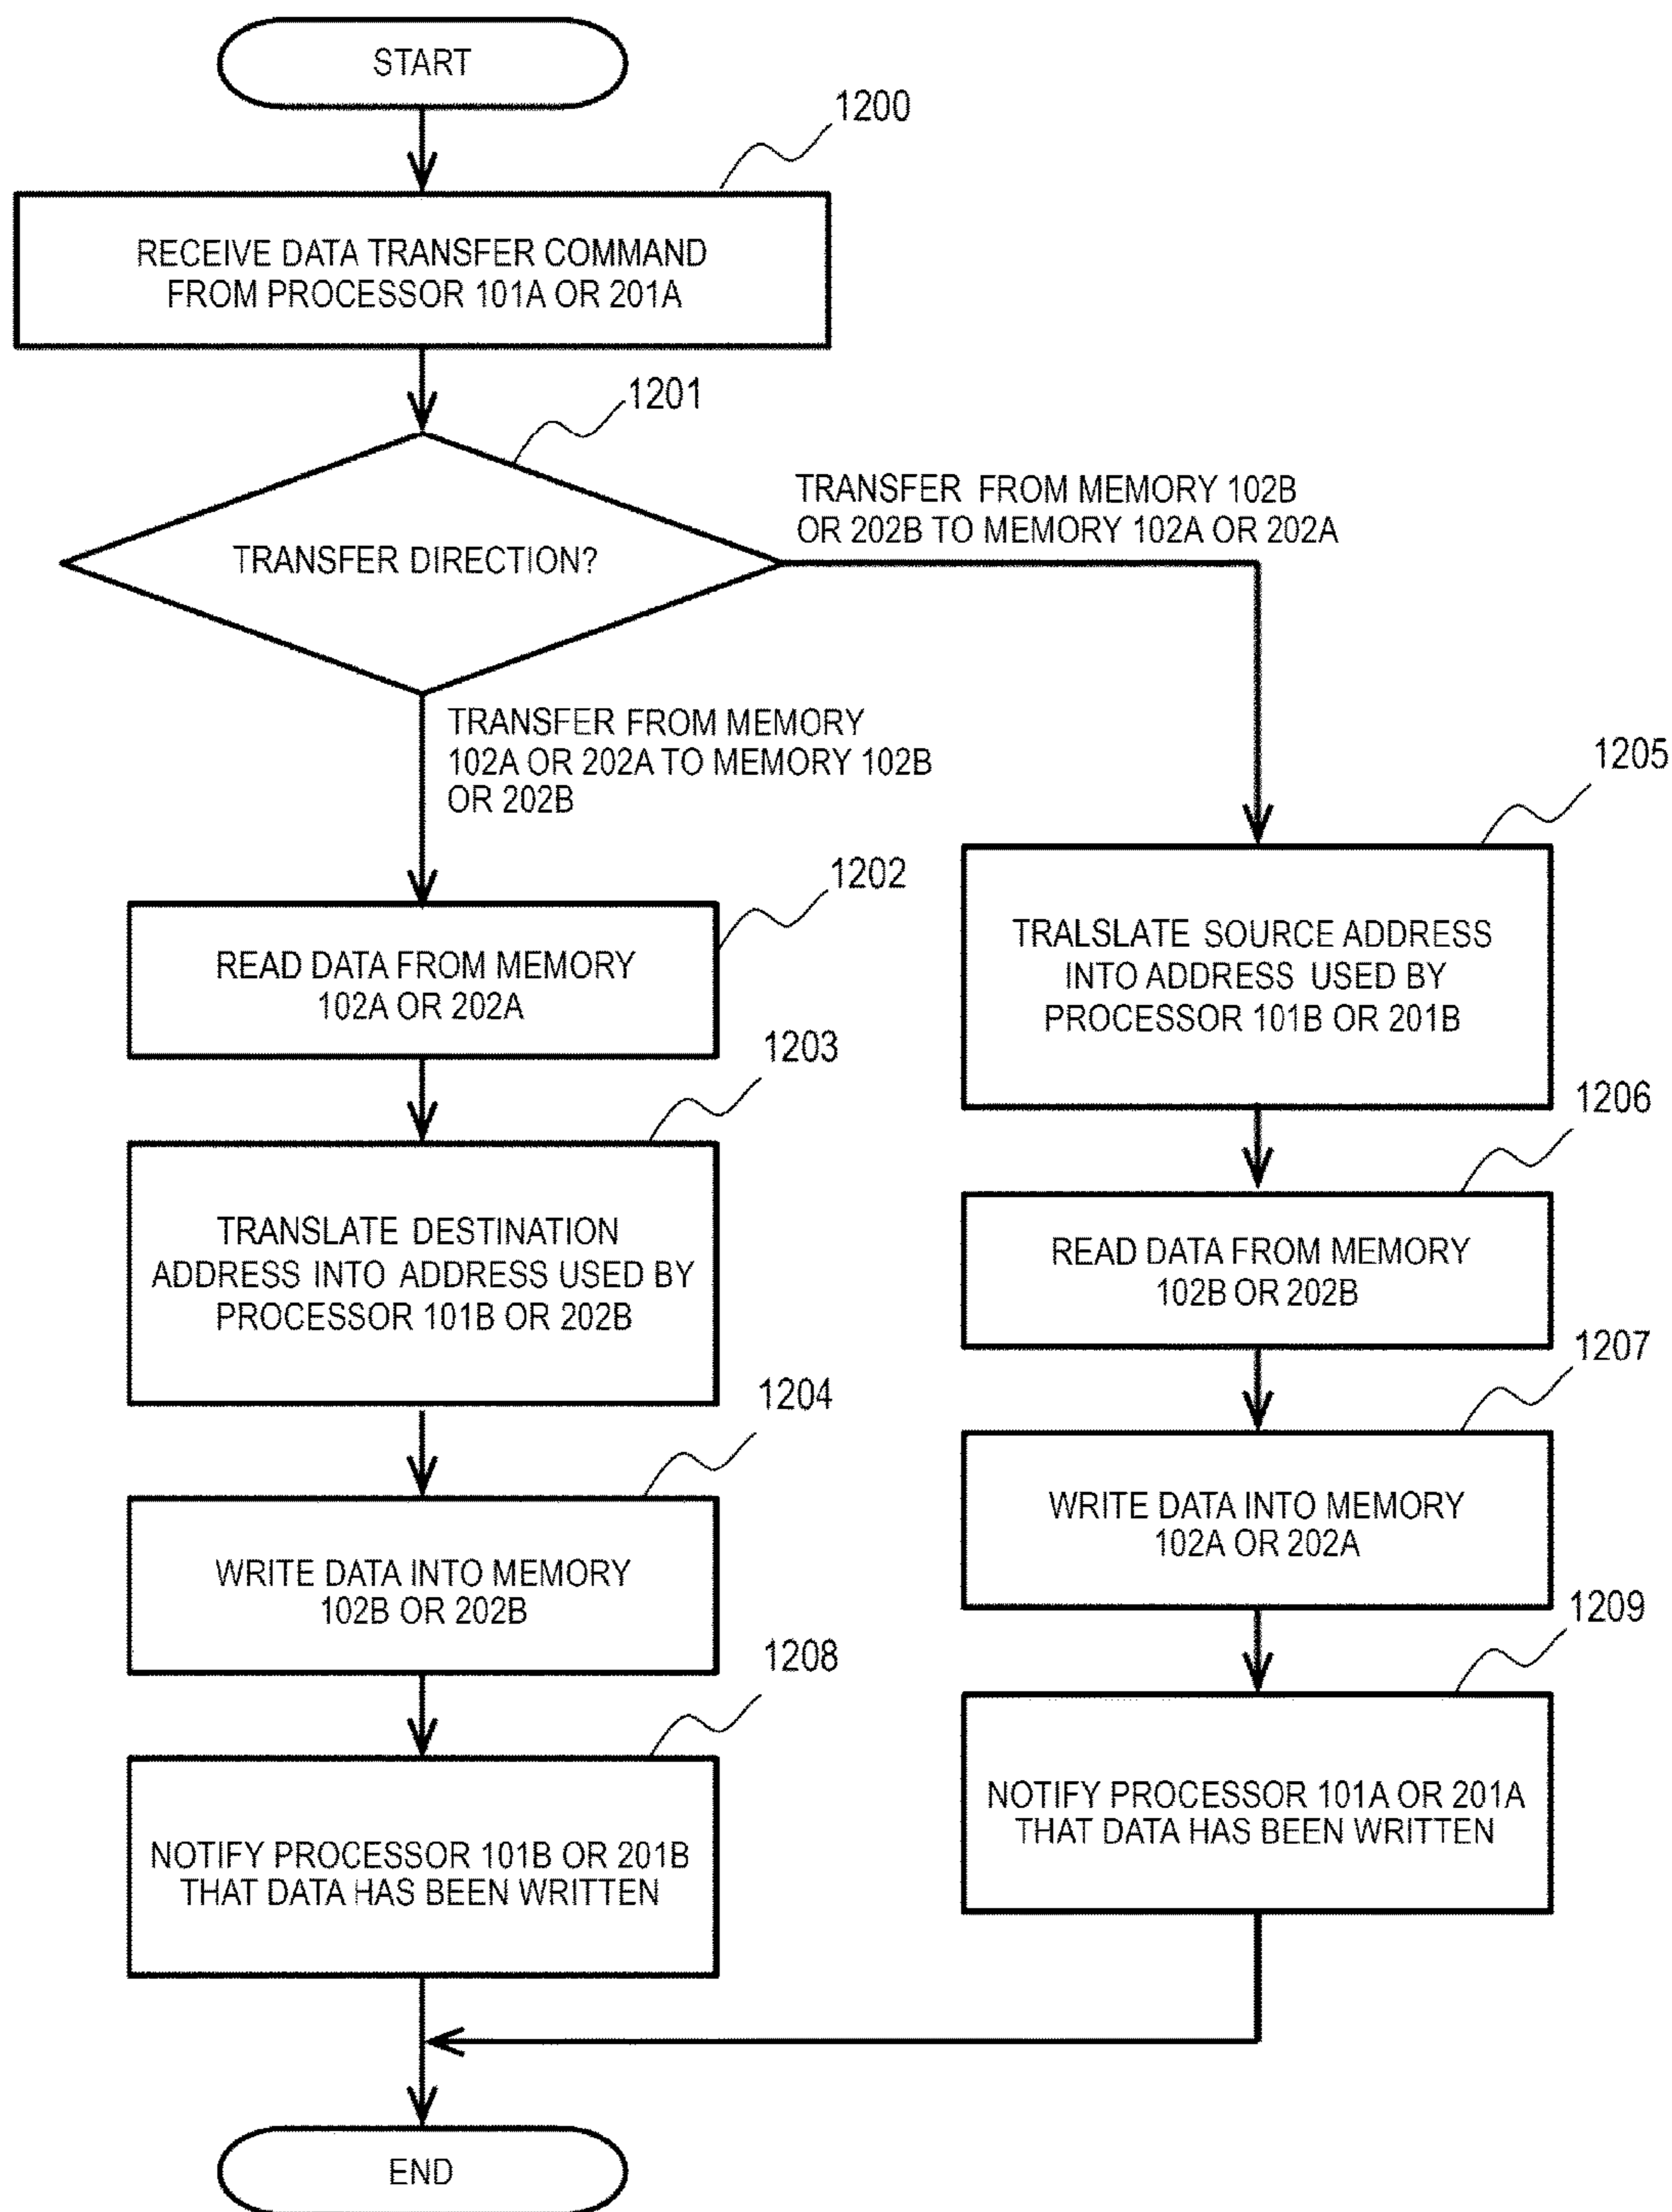 START
1200
RECEIVE DATA TRANSFER COMMAND
FROM PROCESSOR 101A OR 201A
1201
TRANSFER DIRECTION?
TRANSFER FROM MEMORY 102B
OR 202B TO MEMORY 102A OR 202A
TRANSFER FROM MEMORY
102A OR 202A TO MEMORY 102B
OR 202B
1202
READ DATA FROM MEMORY
102A OR 202A
1203
TRANSLATE DESTINATION
ADDRESS INTO ADDRESS USED BY
PROCESSOR 101B OR 202B
1204
WRITE DATA INTO MEMORY
102B OR 202B
1208
NOTIFY PROCESSOR 101B OR 201B
THAT DATA HAS BEEN WRITTEN
1205
TRALSLATE SOURCE ADDRESS
INTO ADDRESS USED BY
PROCESSOR 101B OR 201B
1206
READ DATA FROM MEMORY
102B OR 202B
1207
WRITE DATA INTO MEMORY
102A OR 202A
1209
NOTIFY PROCESSOR 101A OR 201A
THAT DATA HAS BEEN WRITTEN
END